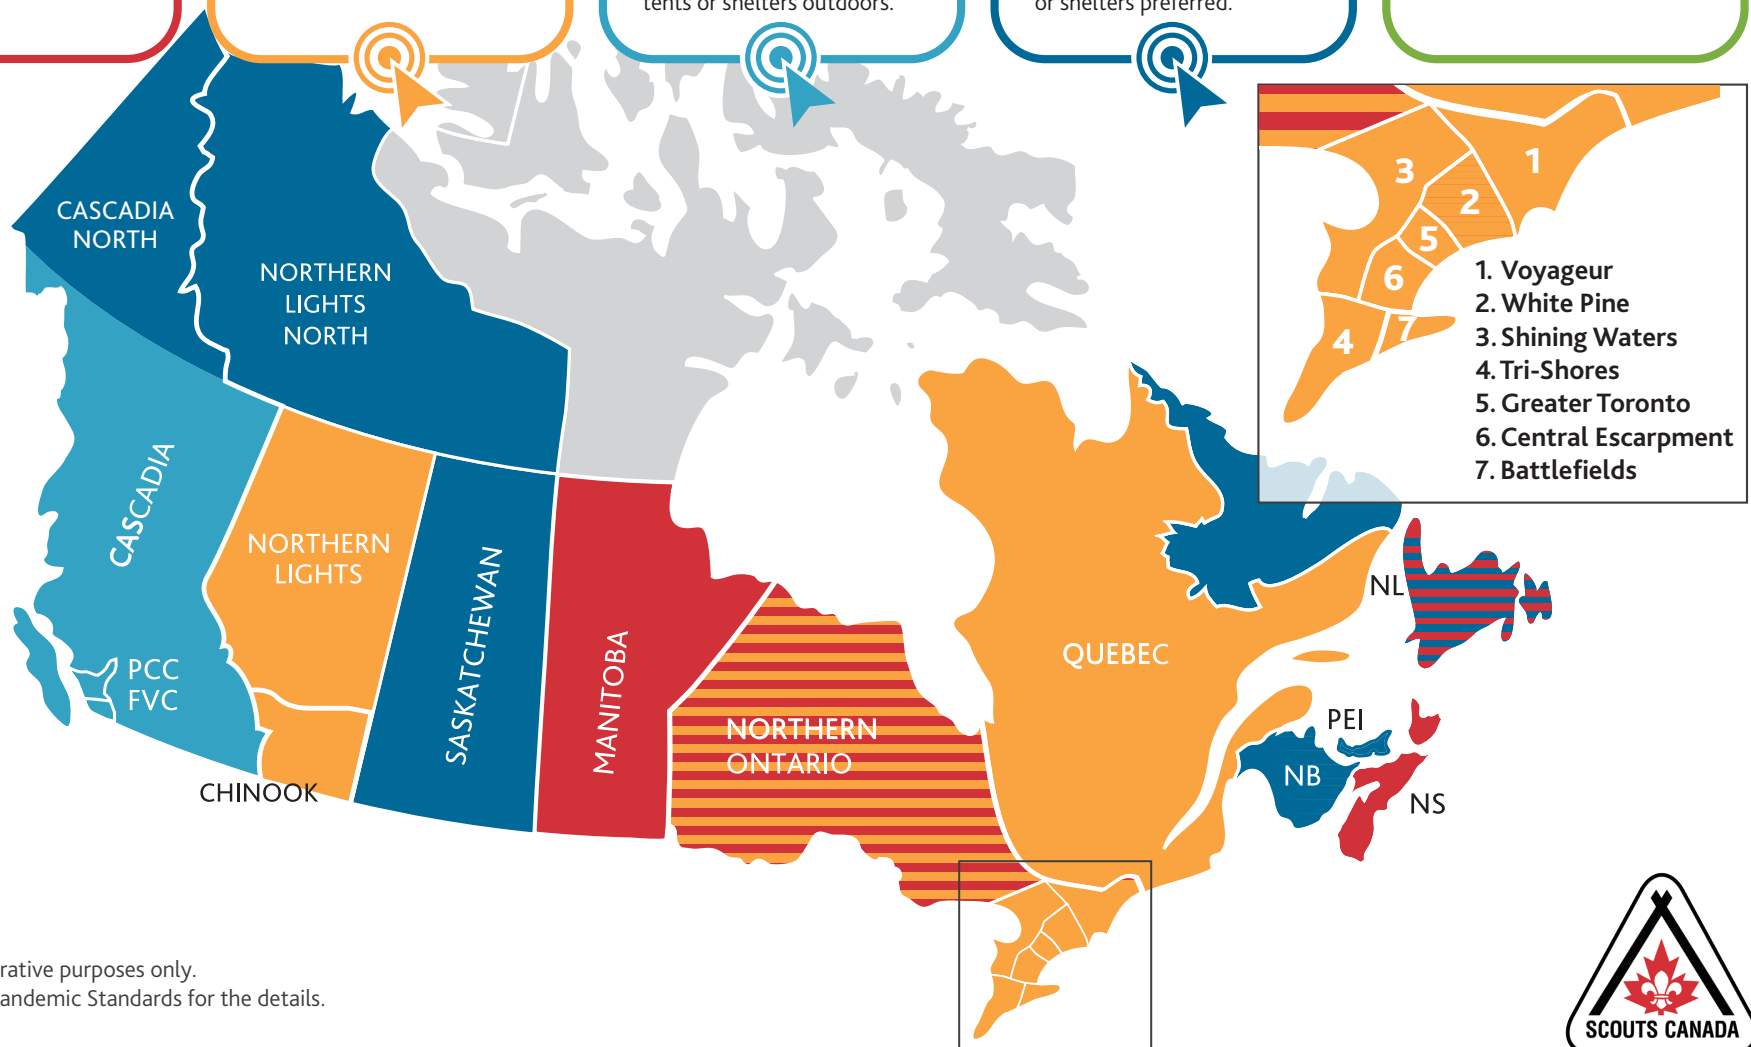 tents or shelters outdoors.
or shelters preferred.
CASCADIA
NORTH
NORTHERN
LIGHTS
NORTH
CASCADIA
NORTHERN
LIGHTS
SASKATCHEWAN
MANITOBA
PCC
FVC
CHINOOK
NORTHERN
ONTARIO
QUEBEC
NL
PEI
NB
NS
1
2
3
5
6
4
7
1. Voyageur
2. White Pine
3. Shining Waters
4. Tri-Shores
5. Greater Toronto
6. Central Escarpment
7. Battlefields
rative purposes only.
andemic Standards for the details.
SCOUTS CANADA